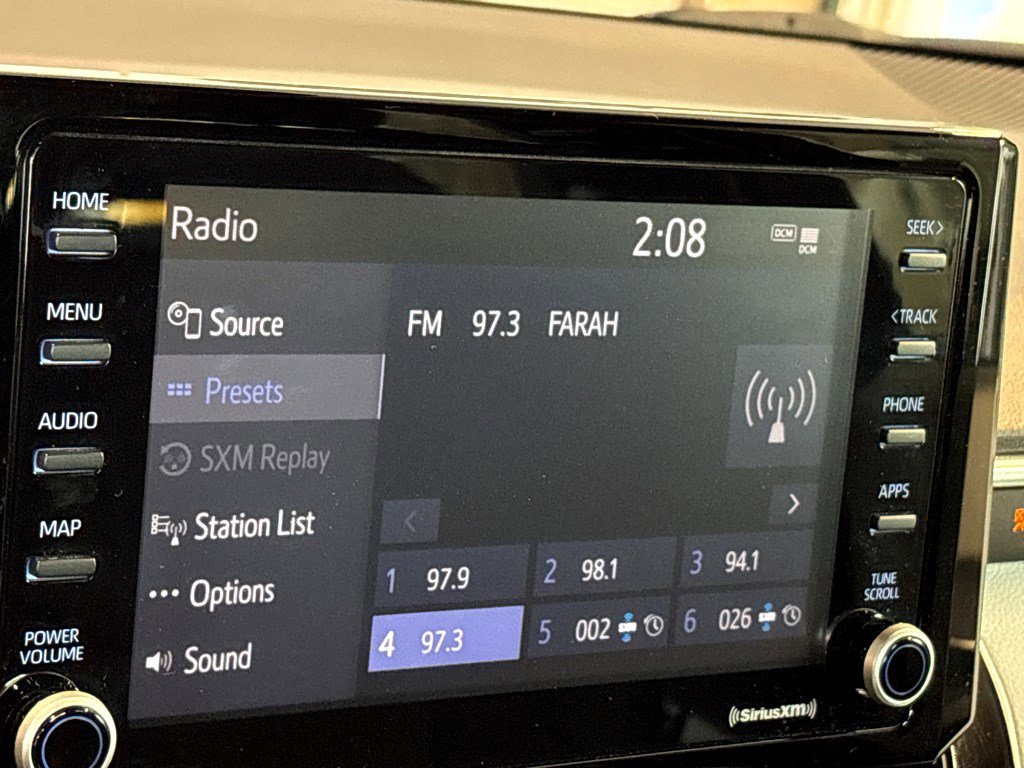 HOME
Radio
2:08
DCM
DCM
SEEK>
MENU
Source
FM 97.3 FARAH
<TRACK
Presets
AUDIO
PHONE
SXM Replay
MAP
Station List
< >
APPS
Options
1 97.9
2 98.1
3 94.1
TUNE
SCROLL
POWER
VOLUME
Sound
4 97.3
5 002 SXM
6 026 SXM
((SiriusXM))